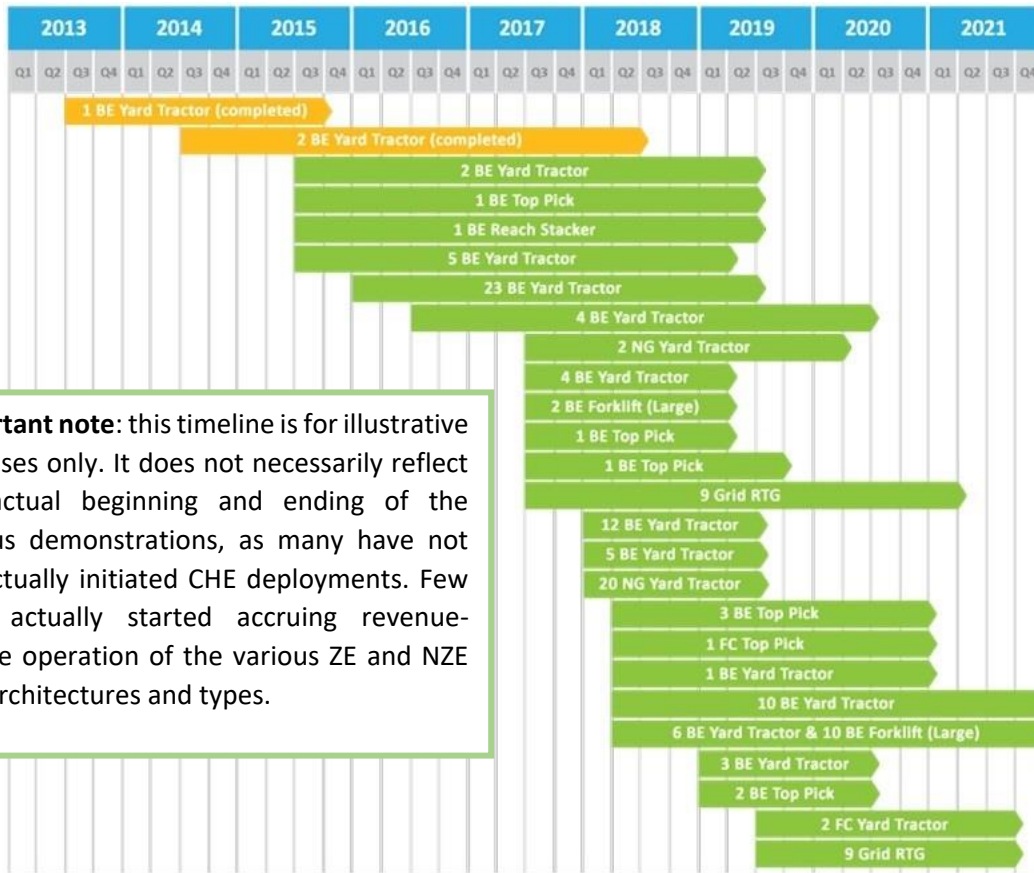 2013 2014 2015 2016 2017 2018 2019 2020 2021
Q1 Q2 Q3 Q4 Q1 Q2 Q3 Q4 Q1 Q2 Q3 Q4 Q1 Q2 Q3 Q4 Q1 Q2 Q3 Q4 Q1 Q2 Q3 Q4 Q1 Q2 Q3 Q4 Q1 Q2 Q3 Q4 Q1 Q2 Q3 Q4
1 BE Yard Tractor (completed)
2 BE Yard Tractor (completed)
2 BE Yard Tractor
1 BE Top Pick
1 BE Reach Stacker
5 BE Yard Tractor
23 BE Yard Tractor
4 BE Yard Tractor
2 NG Yard Tractor
4 BE Yard Tractor
2 BE Forklift (Large)
1 BE Top Pick
1 BE Top Pick
9 Grid RTG
12 BE Yard Tractor
5 BE Yard Tractor
20 NG Yard Tractor
3 BE Top Pick
1 FC Top Pick
1 BE Yard Tractor
10 BE Yard Tractor
6 BE Yard Tractor & 10 BE Forklift (Large)
3 BE Yard Tractor
2 BE Top Pick
2 FC Yard Tractor
9 Grid RTG
rtant note: this timeline is for illustrative
ses only. It does not necessarily reflect
actual beginning and ending of the
us demonstrations, as many have not
ctually initiated CHE deployments. Few
actually started accruing revenue-
e operation of the various ZE and NZE
rchitectures and types.